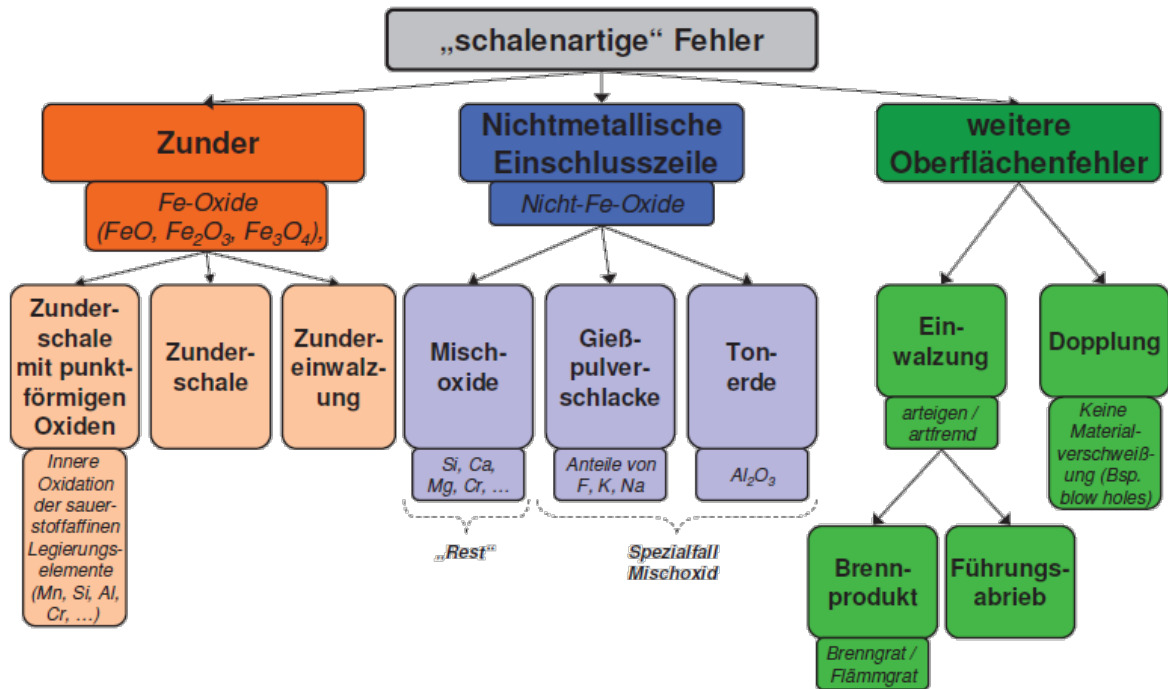 „schalenartige“ Fehler
Zunder
Fe-Oxide
(FeO, Fe₂O₃, Fe₃O₄),
Zunder-
schale
mit punkt-
förmigen
Oxiden
Innere
Oxidation
der sauer-
stoffaffinen
Legierungs-
elemente
(Mn, Si, Al,
Cr, …)
Zunder-
schale
Zunder-
einwalz-
ung
Nichtmetallische
Einschlusszeile
Nicht-Fe-Oxide
Misch-
oxide
Si, Ca,
Mg, Cr, …
„Rest“
Gieß-
pulver-
schlacke
Anteile von
F, K, Na
Ton-
erde
Al₂O₃
Spezialfall
Mischoxid
weitere
Oberflächenfehler
Ein-
walzung
arteigen /
artfremd
Brenn-
produkt
Brenngrat /
Flämmgrat
Führungs-
abrieb
Dopplung
Keine
Material-
verschweiß-
ung (Bsp.
blow holes)